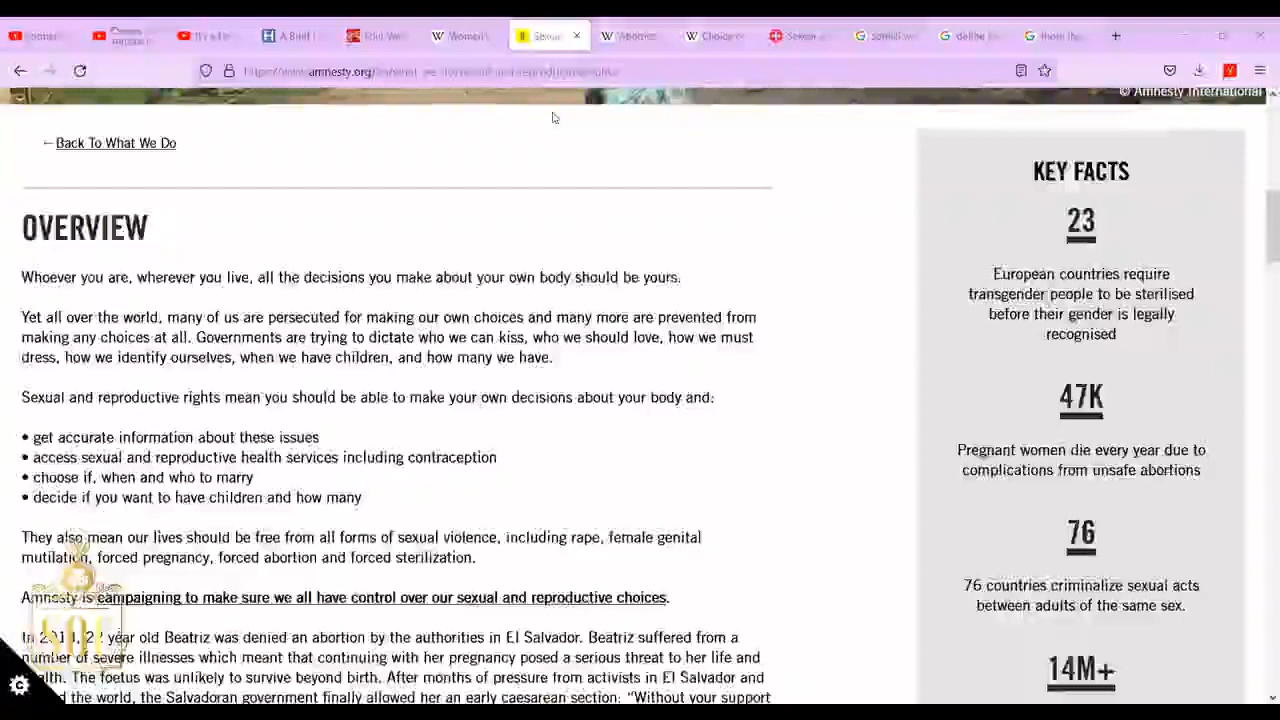 Women's
amnesty.org
© Amnesty International
←Back To What We Do
OVERVIEW
Whoever you are, wherever you live, all the decisions you make about your own body should be yours.
Yet all over the world, many of us are persecuted for making our own choices and many more are prevented from
making any choices at all. Governments are trying to dictate who we can kiss, who we should love, how we must
dress, how we identify ourselves, when we have children, and how many we have.
Sexual and reproductive rights mean you should be able to make your own decisions about your body and:
• get accurate information about these issues
• access sexual and reproductive health services including contraception
• choose if, when and who to marry
• decide if you want to have children and how many
They also mean our lives should be free from all forms of sexual violence, including rape, female genital
mutilation, forced pregnancy, forced abortion and forced sterilization.
Amnesty is campaigning to make sure we all have control over our sexual and reproductive choices.
In year old Beatriz was denied an abortion by the authorities in El Salvador. Beatriz suffered from a
number of severe illnesses which meant that continuing with her pregnancy posed a serious threat to her life and
The foetus was unlikely to survive beyond birth. After months of pressure from activists in El Salvador and
the world, the Salvadoran government finally allowed her an early caesarean section: “Without your support
KEY FACTS
23
European countries require
transgender people to be sterilised
before their gender is legally
recognised
47K
Pregnant women die every year due to
complications from unsafe abortions
76
76 countries criminalize sexual acts
between adults of the same sex.
14M+